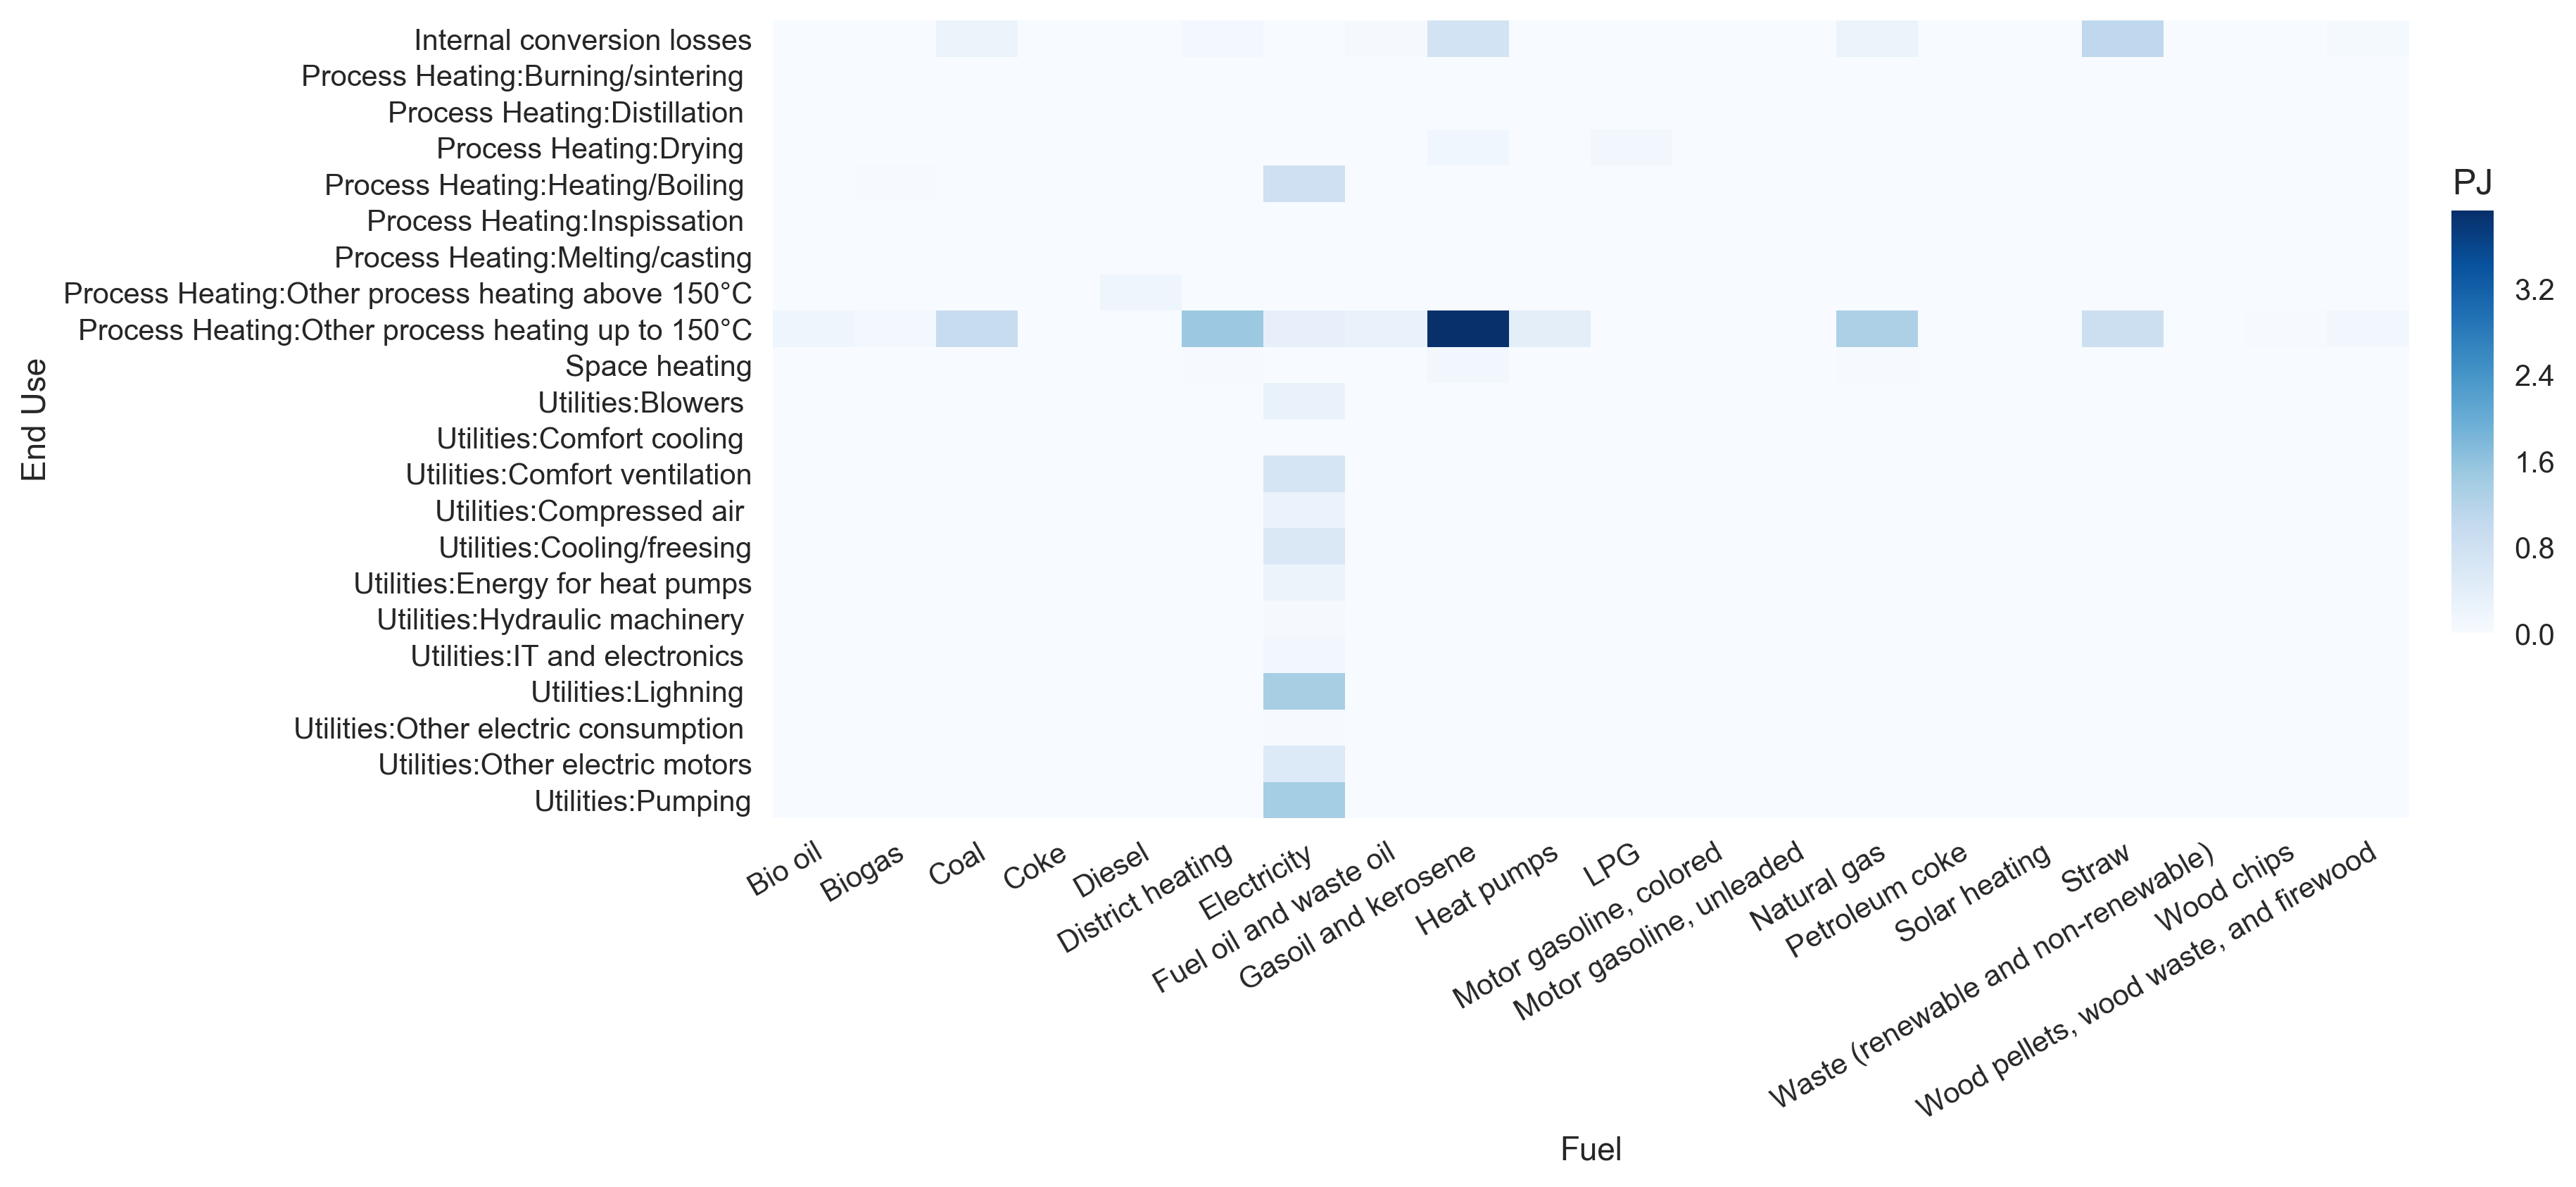 Internal conversion losses
Process Heating:Burning/sintering
Process Heating:Distillation
Process Heating:Drying
Process Heating:Heating/Boiling
Process Heating:Inspissation
Process Heating:Melting/casting
Process Heating:Other process heating above 150°C
Process Heating:Other process heating up to 150°C
Space heating
Utilities:Blowers
Utilities:Comfort cooling
Utilities:Comfort ventilation
Utilities:Compressed air
Utilities:Cooling/freesing
Utilities:Energy for heat pumps
Utilities:Hydraulic machinery
Utilities:IT and electronics
Utilities:Lighning
Utilities:Other electric consumption
Utilities:Other electric motors
Utilities:Pumping
End Use
Bio oil
Biogas
Coal
Coke
Diesel
District heating
Electricity
Fuel oil and waste oil
Gasoil and kerosene
Heat pumps
LPG
Motor gasoline, colored
Motor gasoline, unleaded
Natural gas
Petroleum coke
Solar heating
Straw
Waste (renewable and non-renewable)
Wood chips
Wood pellets, wood waste, and firewood
Fuel
PJ
3.2
2.4
1.6
0.8
0.0